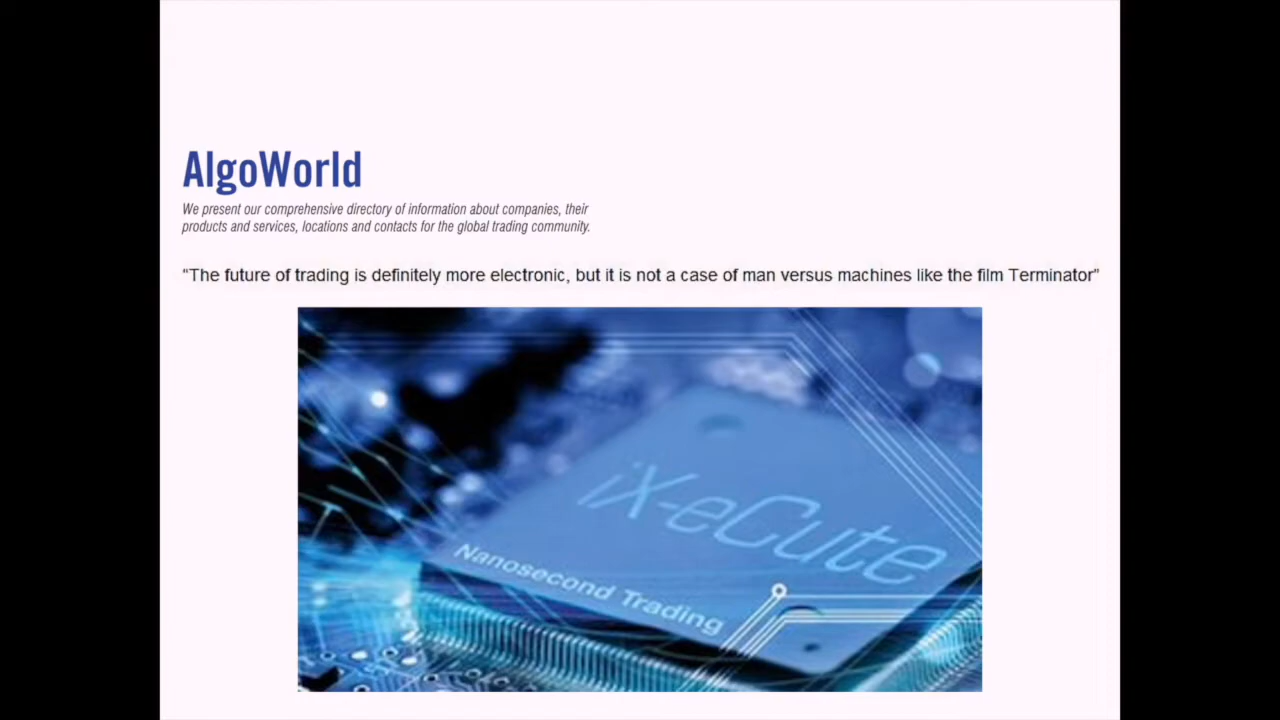 AlgoWorld
We present our comprehensive directory of information about companies, their
products and services, locations and contacts for the global trading community.
"The future of trading is definitely more electronic, but it is not a case of man versus machines like the film Terminator"
iX-eCute
Nanosecond Trading